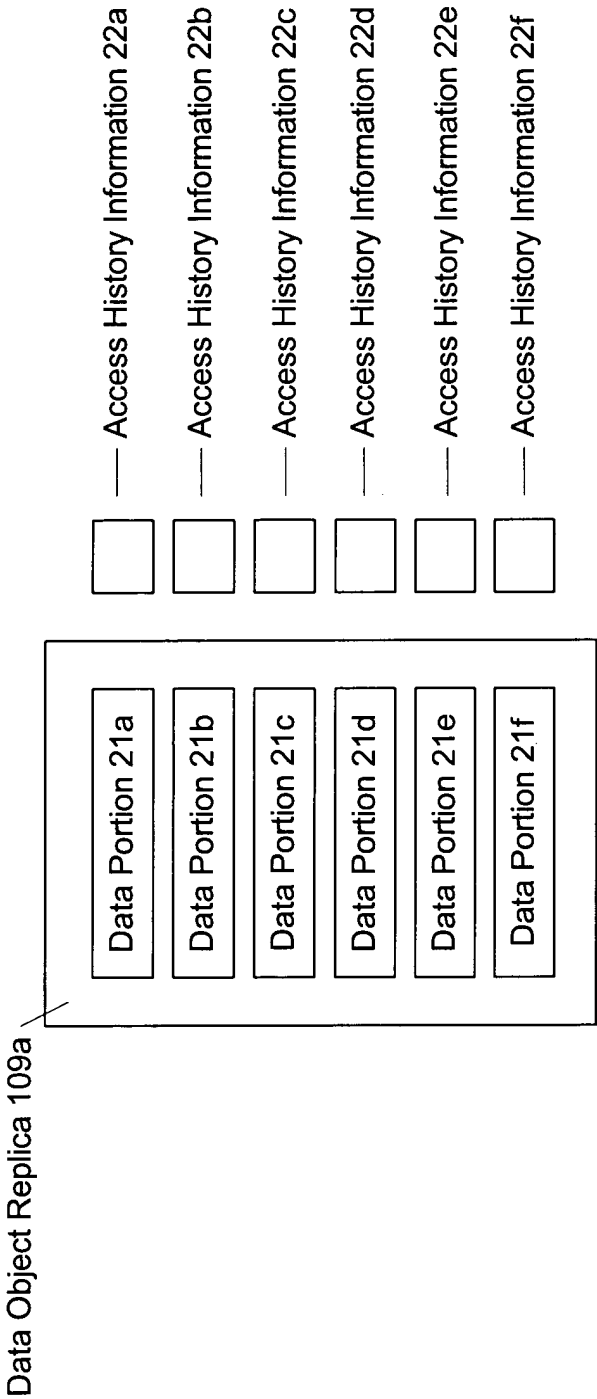 Data Object Replica 109a
Data Portion 21a
Access History Information 22a
Data Portion 21b
Access History Information 22b
Data Portion 21c
Access History Information 22c
Data Portion 21d
Access History Information 22d
Data Portion 21e
Access History Information 22e
Data Portion 21f
Access History Information 22f